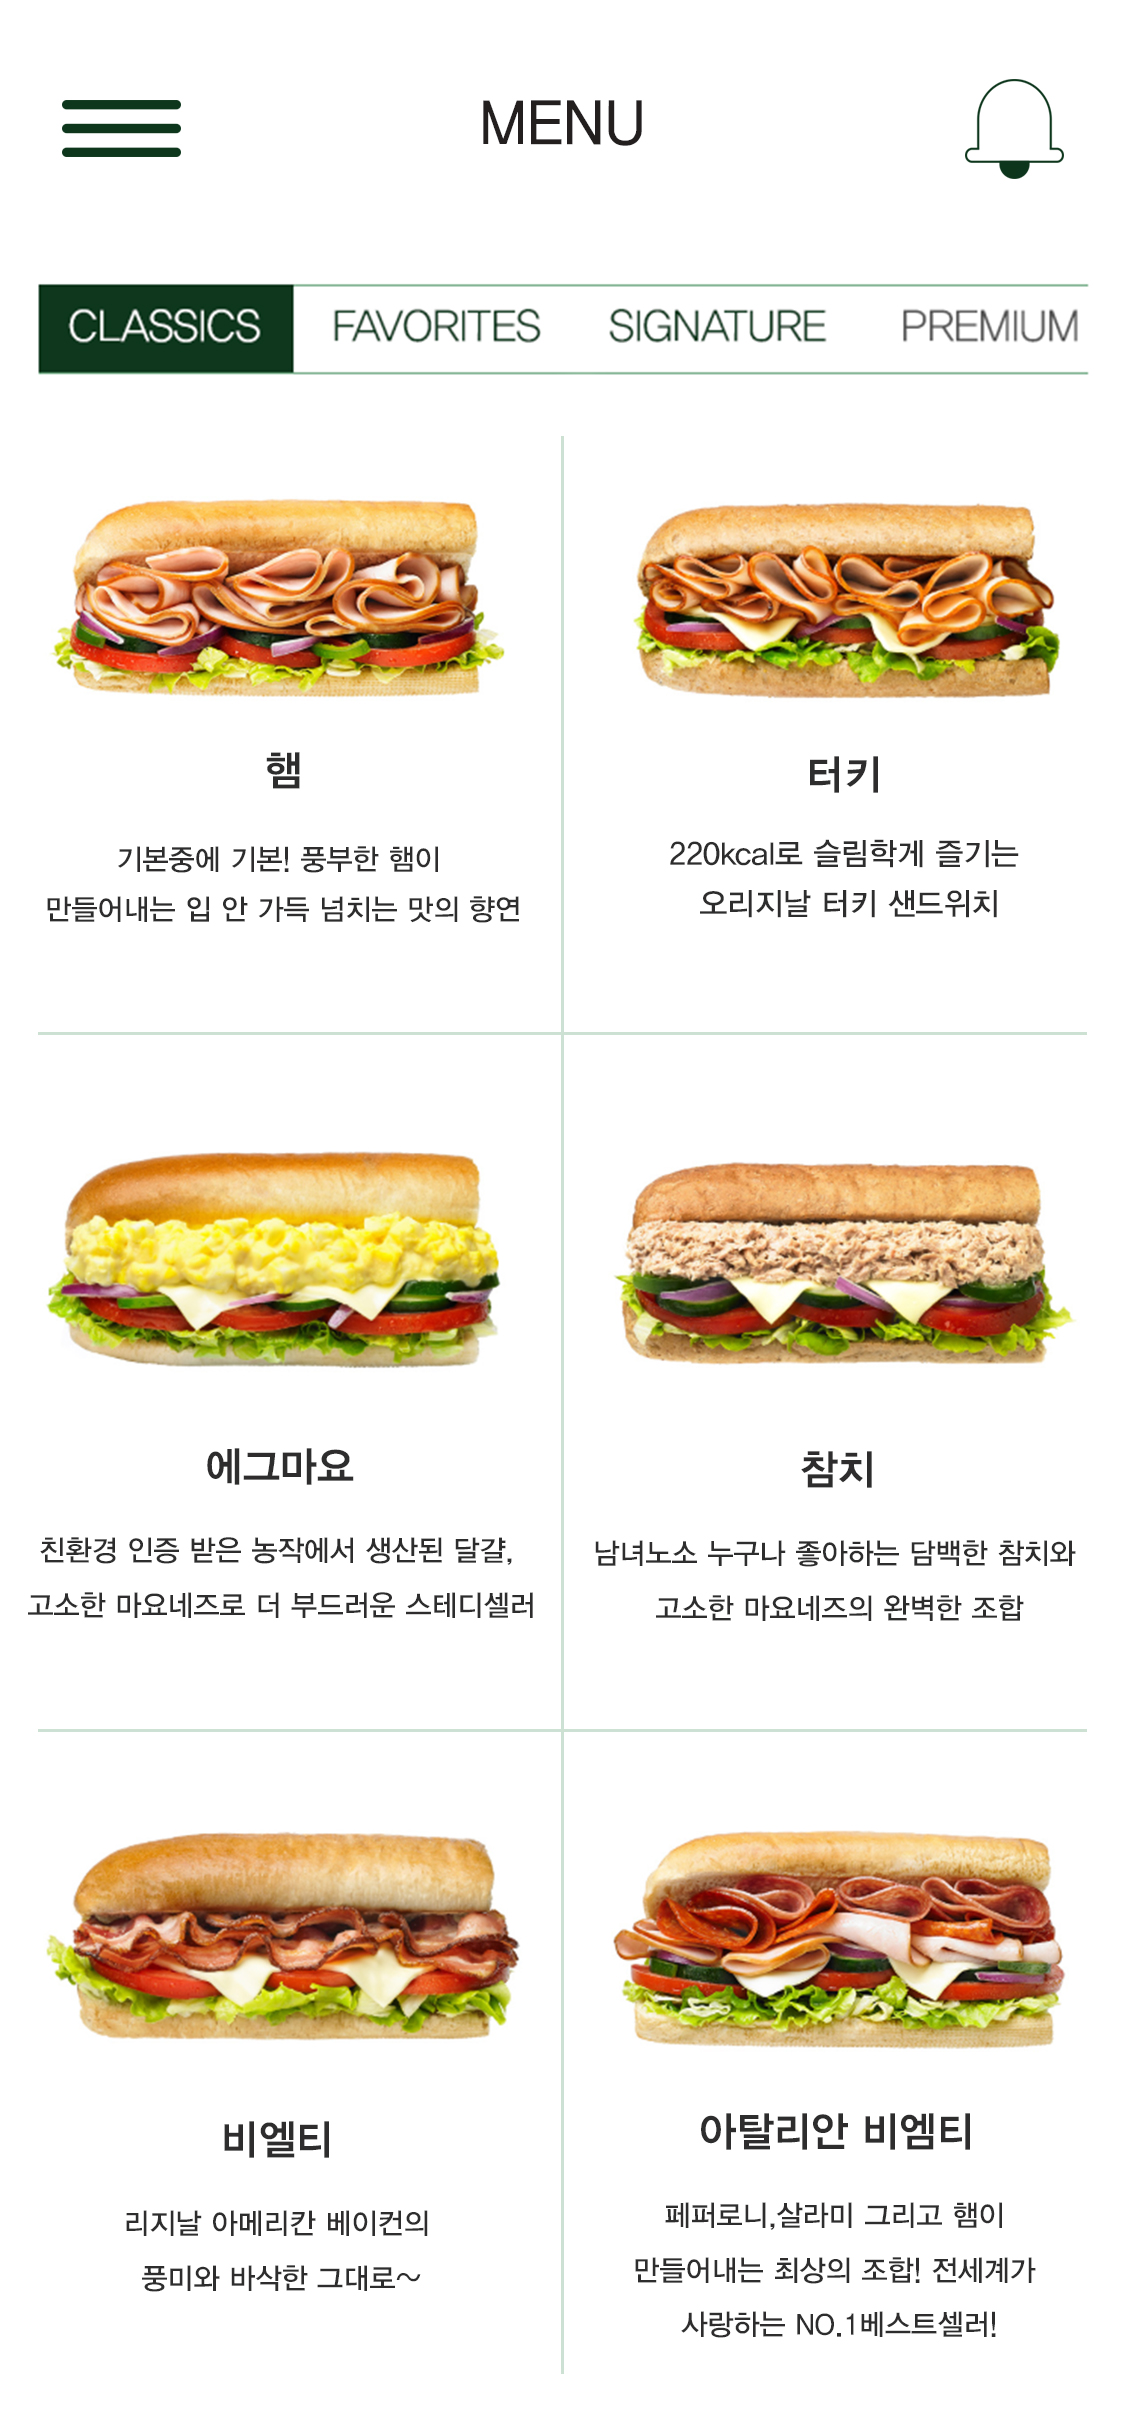 MENU
CLASSICS FAVORITES SIGNATURE PREMIUM
햄
기본중에 기본! 풍부한 햄이
만들어내는 입 안 가득 넘치는 맛의 향연
터키
220kcal로 슬림학게 즐기는
오리지날 터키 샌드위치
에그마요
친환경 인증 받은 농작에서 생산된 달걀,
고소한 마요네즈로 더 부드러운 스테디셀러
참치
남녀노소 누구나 좋아하는 담백한 참치와
고소한 마요네즈의 완벽한 조합
비엘티
리지날 아메리칸 베이컨의
풍미와 바삭한 그대로~
아탈리안 비엠티
페퍼로니,살라미 그리고 햄이
만들어내는 최상의 조합! 전세계가
사랑하는 NO.1베스트셀러!